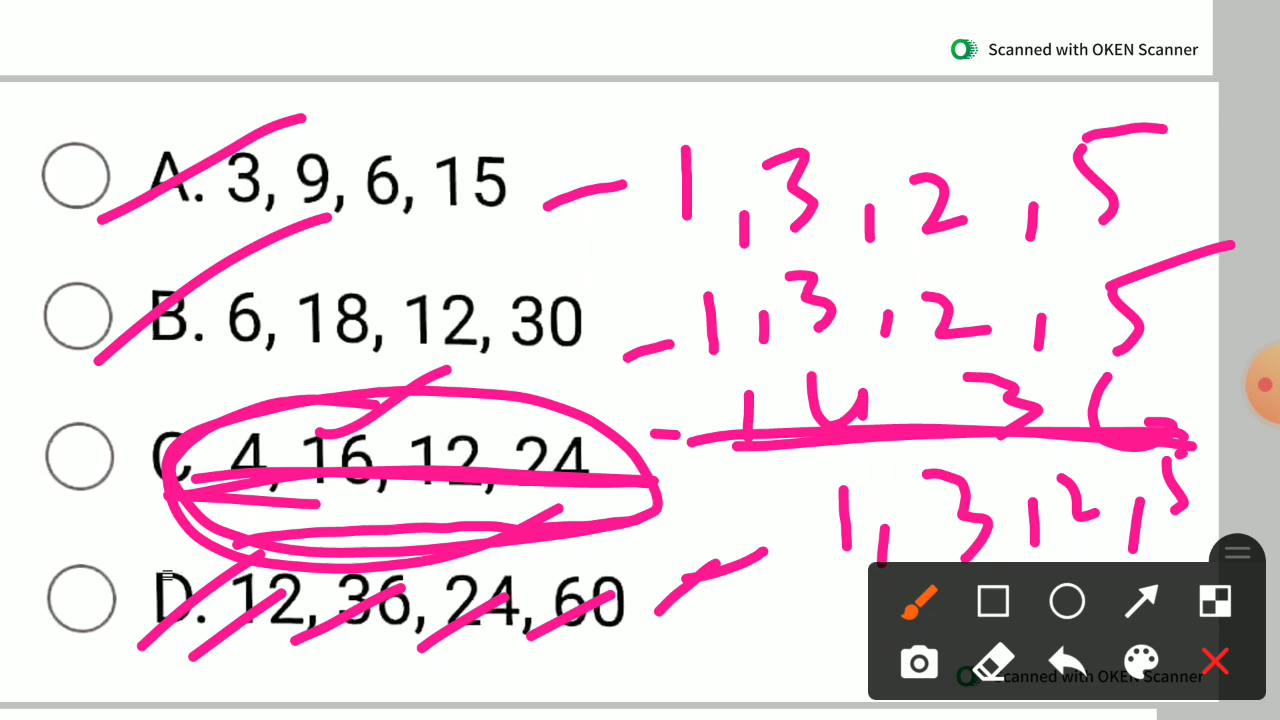 Scanned with OKEN Scanner
A. 3, 9, 6, 15 - 1, 3, 2, 5
B. 6, 18, 12, 30 - 1, 3, 2, 5
C. 4, 16, 12, 24 - 1 4 3 6
D. 12, 36, 24, 60 - 1, 3, 2, 5
Scanned with OKEN Scanner